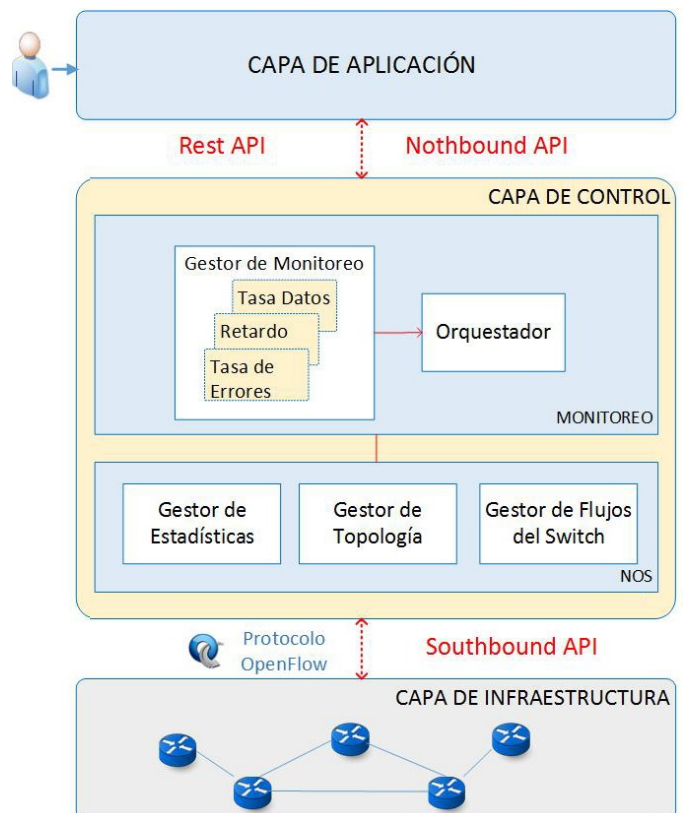 CAPA DE APLICACIÓN
Rest API
Nothbound API
CAPA DE CONTROL
Gestor de Monitoreo
Tasa Datos
Retardo
Tasa de
Errores
Orquestador
MONITOREO
Gestor de
Estadísticas
Gestor de
Topología
Gestor de Flujos
del Switch
NOS
Protocolo
OpenFlow
Southbound API
CAPA DE INFRAESTRUCTURA